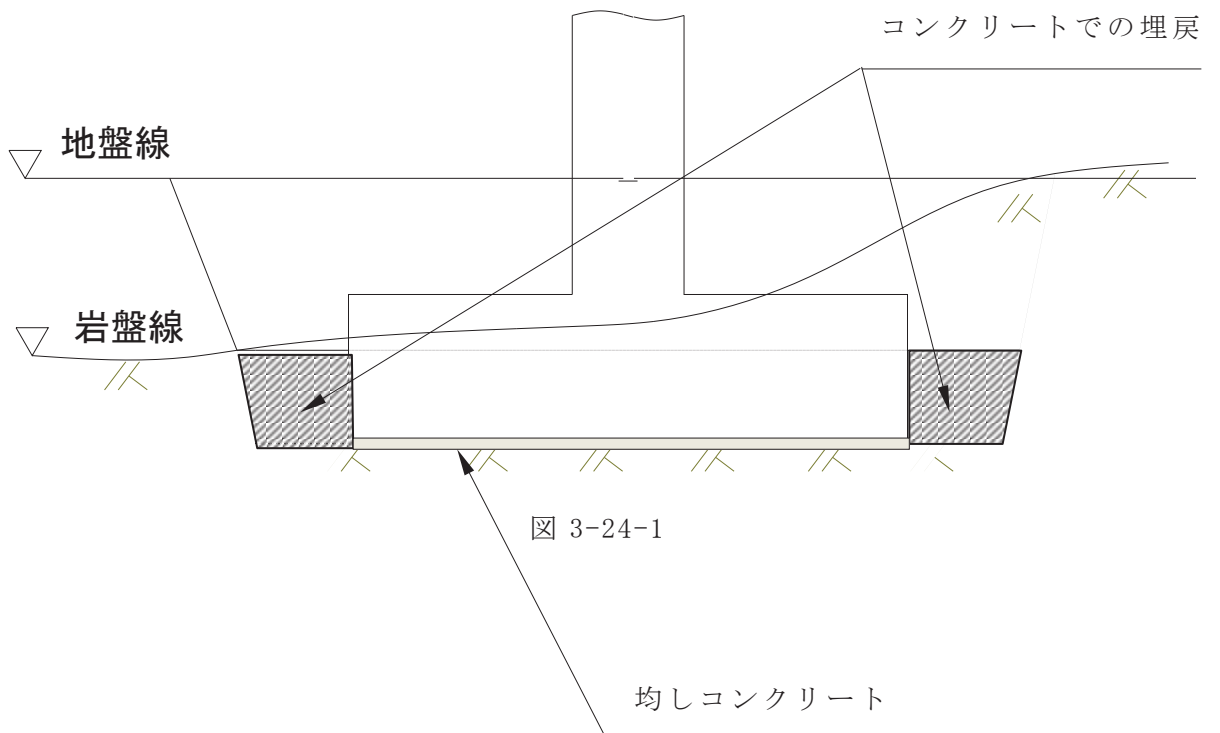 コンクリートでの埋戻
地盤線
岩盤線
図 3-24-1
均しコンクリート